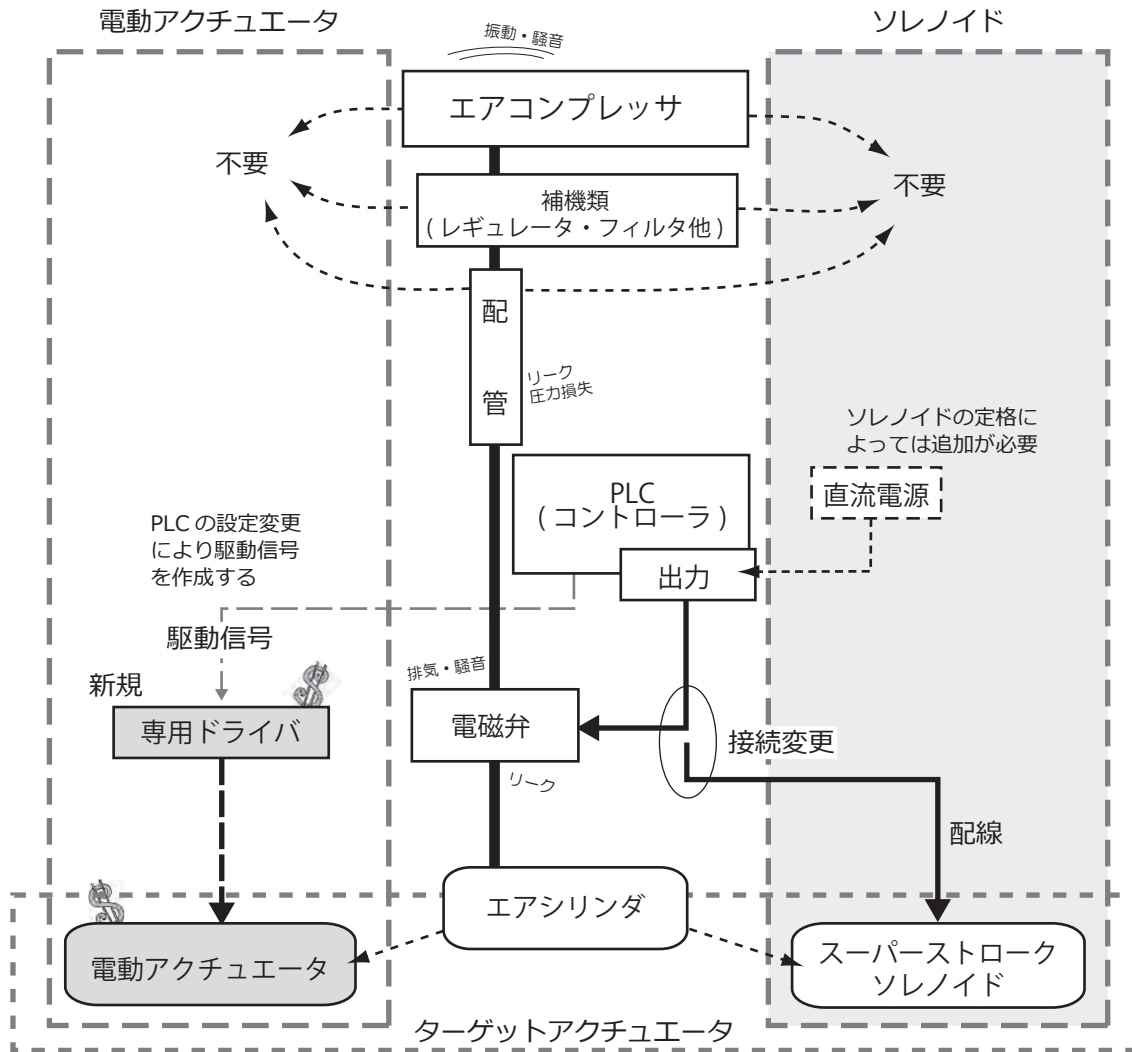 電動アクチュエータ
ソレノイド
振動・騒音
エアコンプレッサ
不要
不要
補機類
( レギュレータ・フィルタ他 )
配
管
リーク
圧力損失
ソレノイドの定格に
よっては追加が必要
直流電源
PLC
( コントローラ )
出力
PLC の設定変更
により駆動信号
を作成する
駆動信号
新規
$
専用ドライバ
排気・騒音
電磁弁
リーク
接続変更
配線
$
エアシリンダ
電動アクチュエータ
スーパーストローク
ソレノイド
ターゲットアクチュエータ